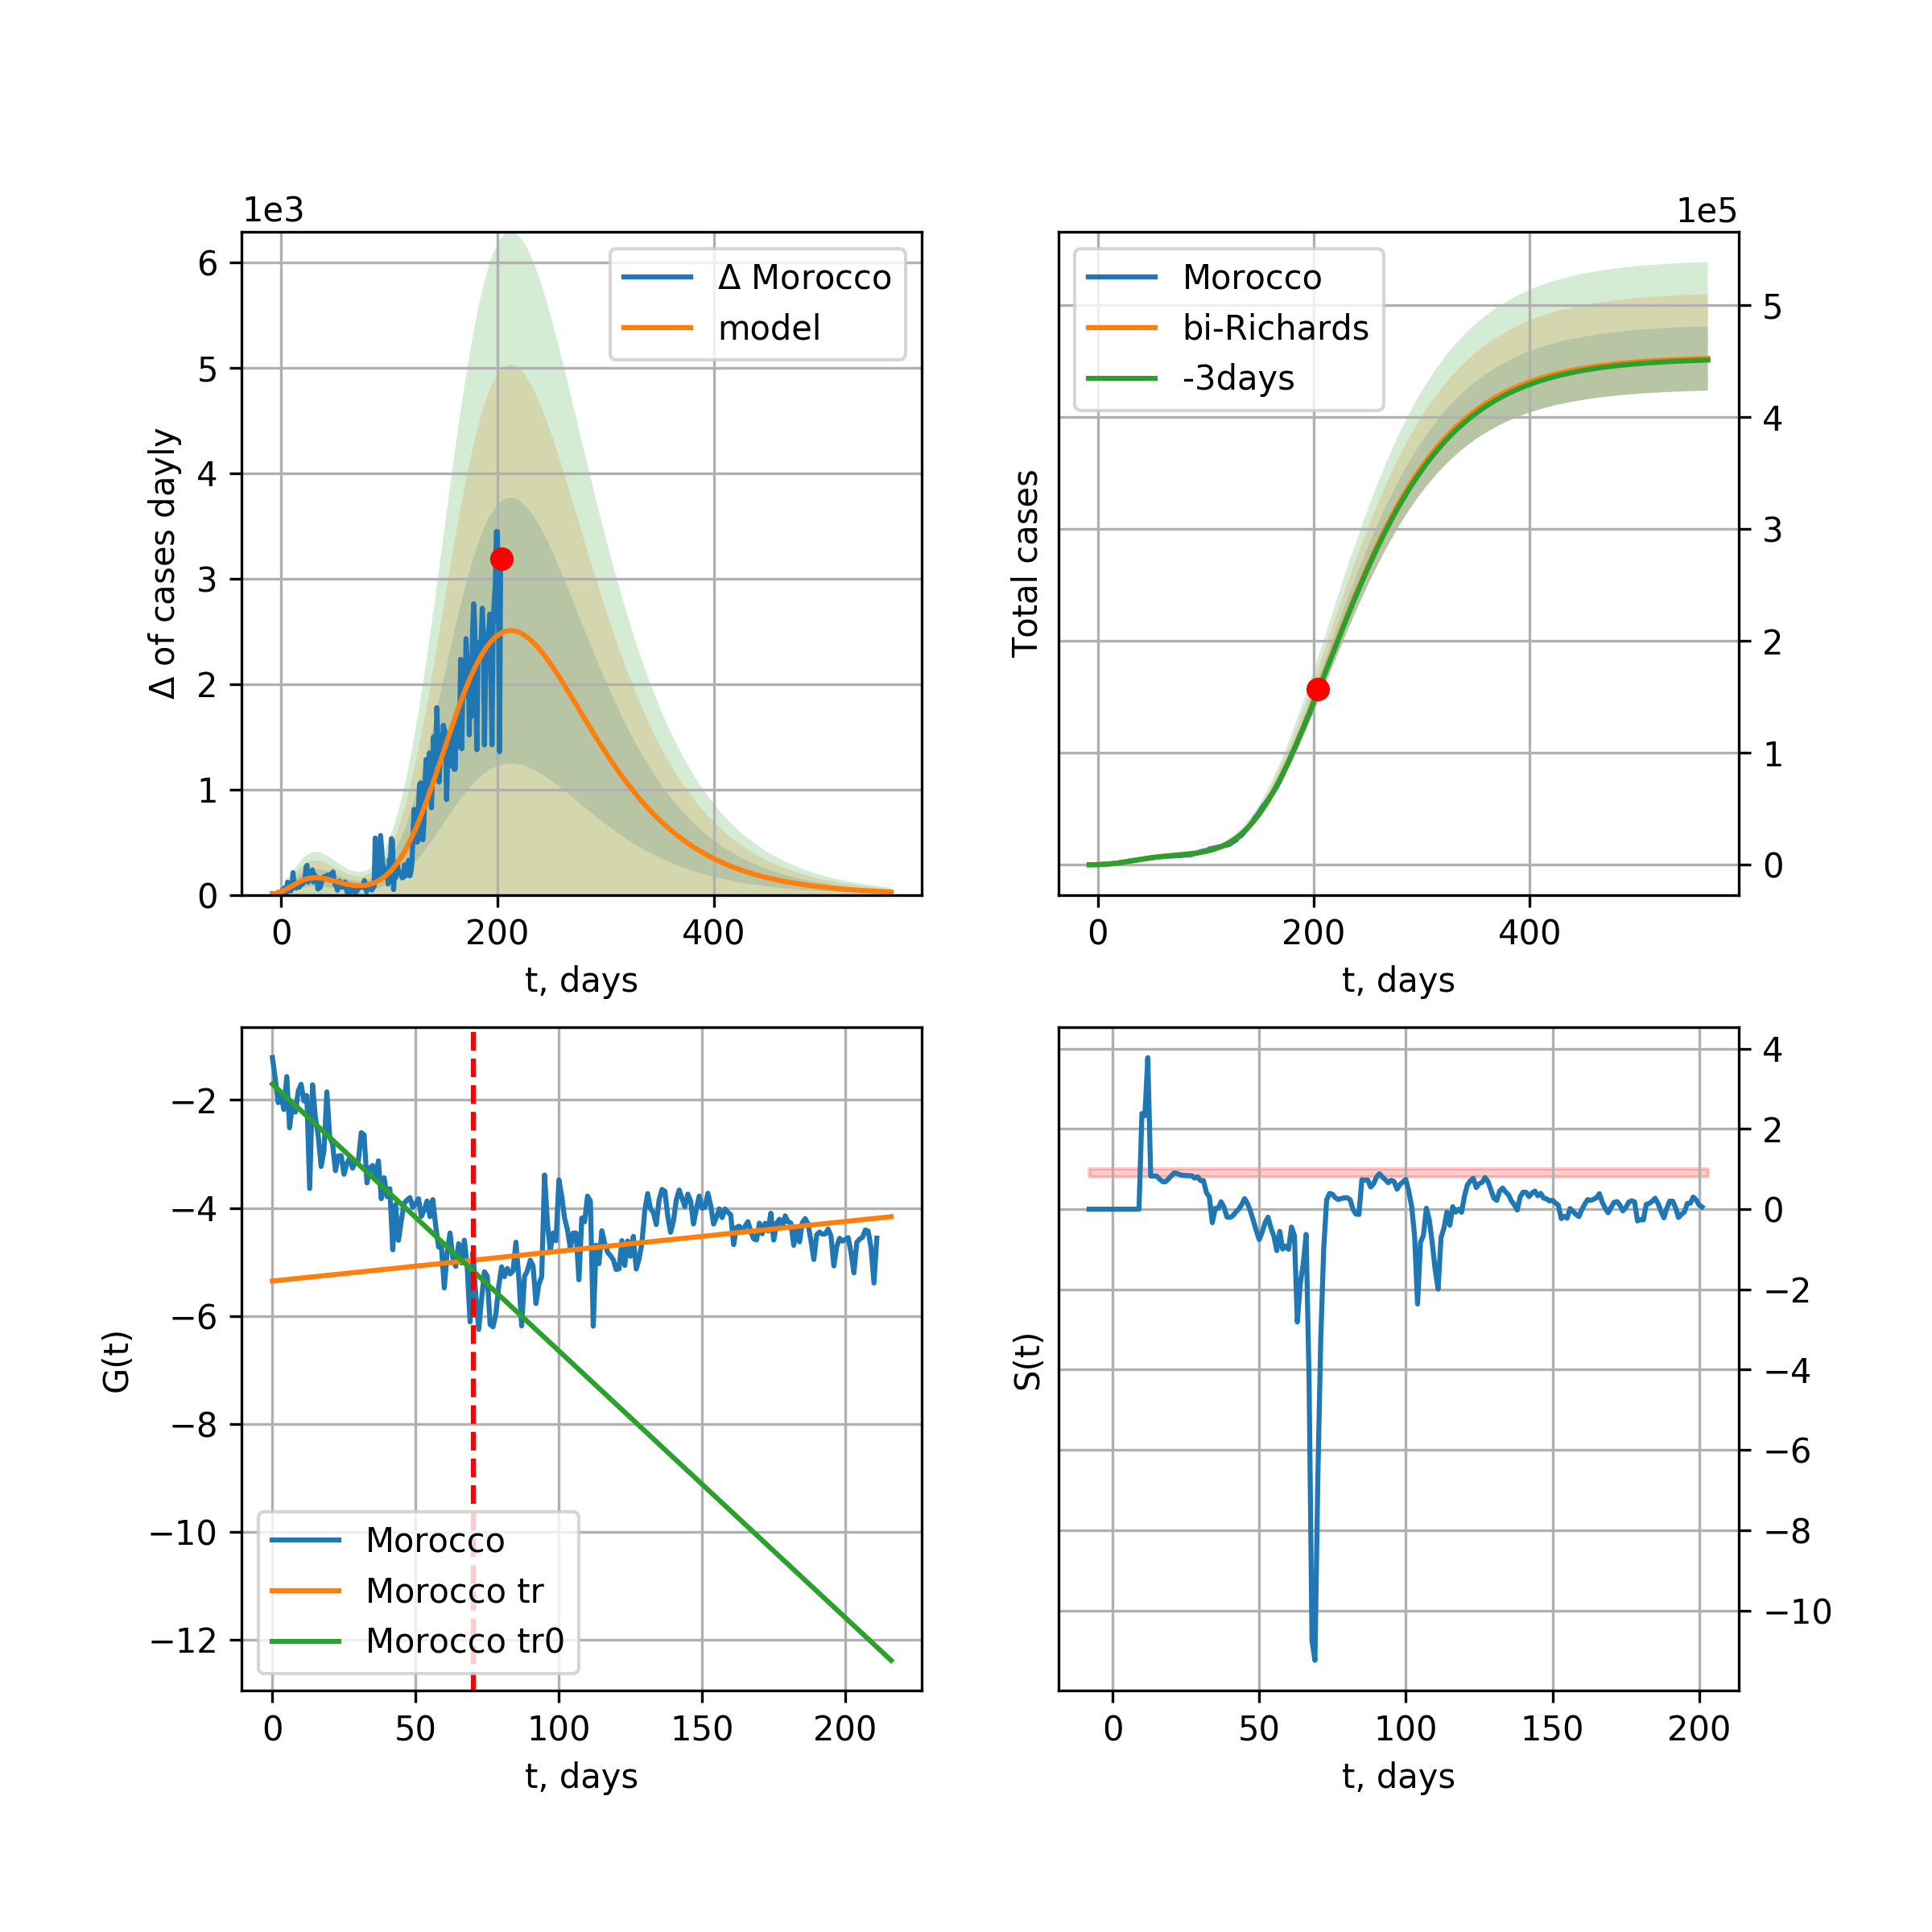 1e3
6
5
4
3
2
1
0
Δ of cases dayly
Δ Morocco
model
0 200 400
t, days
1e5
Total cases
Morocco
bi-Richards
-3days
5
4
3
2
1
0
0 200 400
t, days
G(t)
−2
−4
−6
−8
−10
−12
Morocco
Morocco tr
Morocco tr0
0 50 100 150 200
t, days
S(t)
4
2
0
−2
−4
−6
−8
−10
0 50 100 150 200
t, days